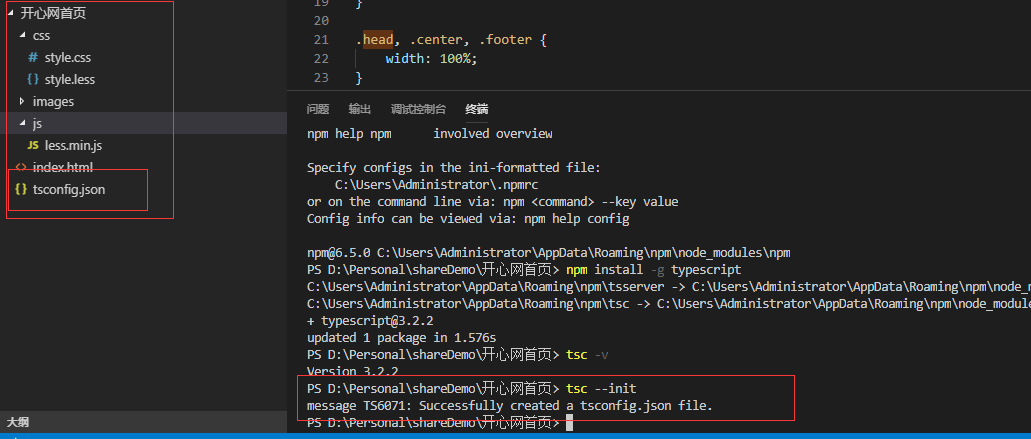 开心网首页
css
# style.css
{} style.less
images
js
JS less.min.js
<> index.html
{} tsconfig.json
大纲
19 }
20
21 .head, .center, .footer {
22 width: 100%;
23 }
问题 输出 调试控制台 终端
npm help npm involved overview
Specify configs in the ini-formatted file:
C:\Users\Administrator\.npmrc
or on the command line via: npm <command> --key value
Config info can be viewed via: npm help config
npm@6.5.0 C:\Users\Administrator\AppData\Roaming\npm\node_modules\npm
PS D:\Personal\shareDemo\开心网首页> npm install -g typescript
C:\Users\Administrator\AppData\Roaming\npm\tsserver -> C:\Users\Administrator\AppData\Roaming\npm\node_m
C:\Users\Administrator\AppData\Roaming\npm\tsc -> C:\Users\Administrator\AppData\Roaming\npm\node_module
+ typescript@3.2.2
updated 1 package in 1.576s
PS D:\Personal\shareDemo\开心网首页> tsc -v
Version 3.2.2
PS D:\Personal\shareDemo\开心网首页> tsc --init
message TS6071: Successfully created a tsconfig.json file.
PS D:\Personal\shareDemo\开心网首页>